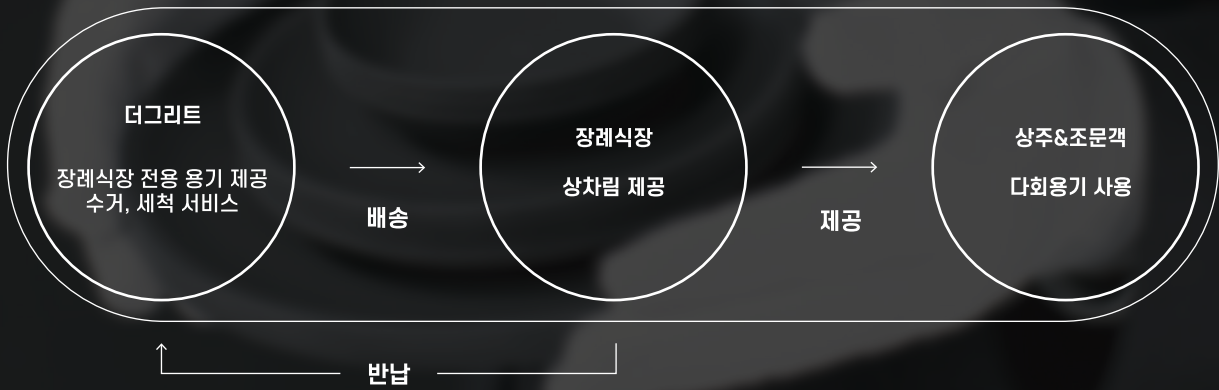 더그리트
장례식장 전용 용기 제공
수거, 세척 서비스
배송
장례식장
상차림 제공
제공
상주&조문객
다회용기 사용
반납